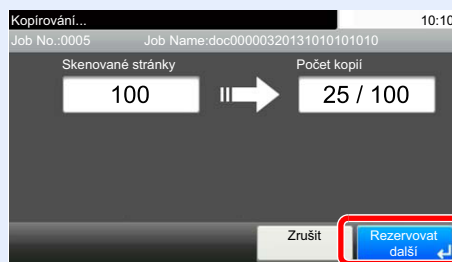 Kopírování...
10:10
Job No.:0005
Job Name:doc00000320131010101010
Skenované stránky
Počet kopií
100
25 / 100
Zrušit
Rezervovat
další